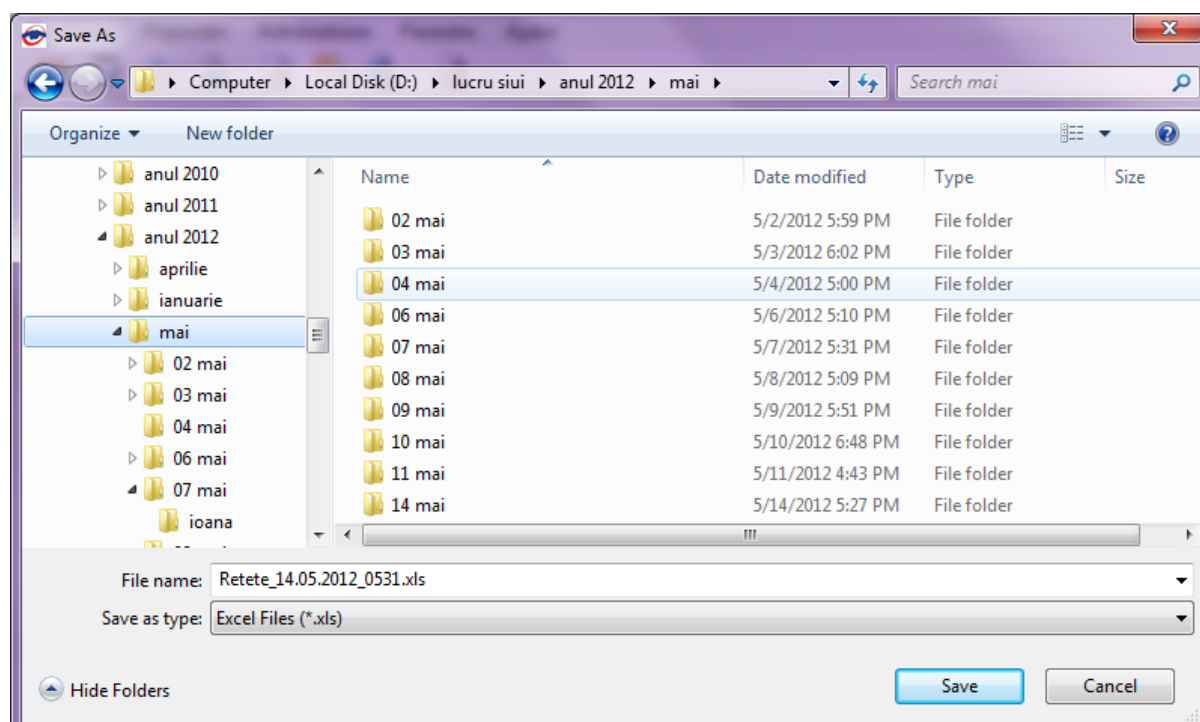 Save As
Computer Local Disk (D:) lucru siui anul 2012 mai Search mai
Organize New folder
anul 2010
anul 2011
anul 2012
aprilie
ianuarie
mai
02 mai
03 mai
04 mai
06 mai
07 mai
ioana
Name Date modified Type Size
02 mai 5/2/2012 5:59 PM File folder
03 mai 5/3/2012 6:02 PM File folder
04 mai 5/4/2012 5:00 PM File folder
06 mai 5/6/2012 5:10 PM File folder
07 mai 5/7/2012 5:31 PM File folder
08 mai 5/8/2012 5:09 PM File folder
09 mai 5/9/2012 5:51 PM File folder
10 mai 5/10/2012 6:48 PM File folder
11 mai 5/11/2012 4:43 PM File folder
14 mai 5/14/2012 5:27 PM File folder
File name: Retete_14.05.2012_0531.xls
Save as type: Excel Files (*.xls)
Hide Folders Save Cancel